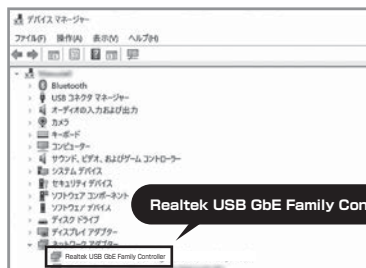 デバイス マネージャー
ファイル(F) 操作(A) 表示(V) ヘルプ(H)
Bluetooth
USB コネクタ マネージャー
オーディオの入力および出力
カメラ
キーボード
コンピューター
サウンド、ビデオ、およびゲーム コントローラー
システム デバイス
セキュリティ デバイス
ソフトウェア コンポーネント
ソフトウェア デバイス
ディスク ドライブ
ディスプレイ アダプター
ネットワーク アダプター
Realtek USB GbE Family Controller
Realtek USB GbE Family Con